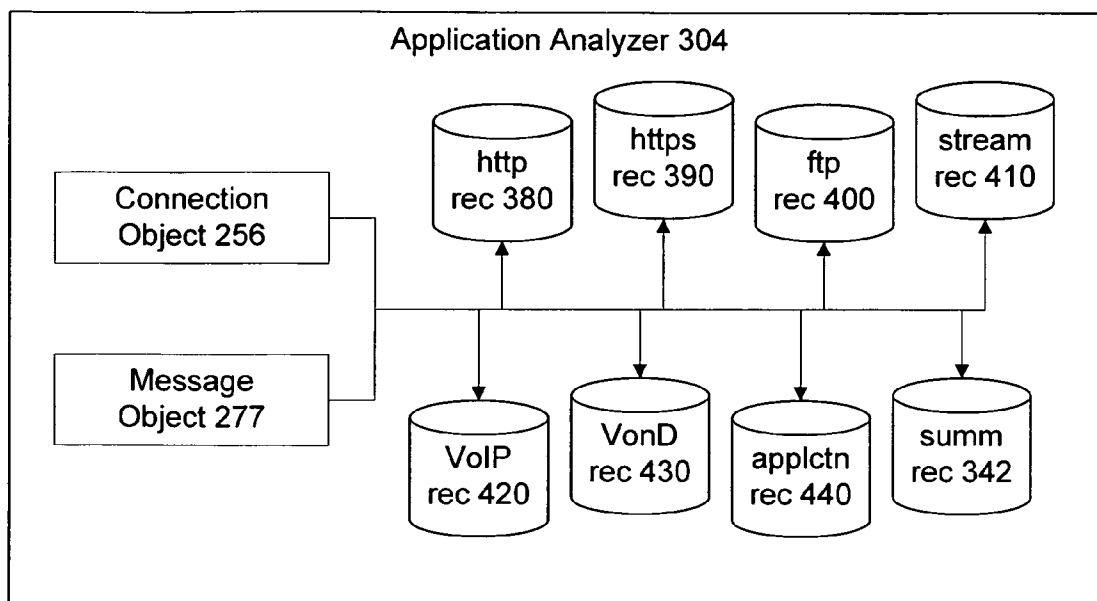 Application Analyzer 304
Connection
Object 256
Message
Object 277
http
rec 380
https
rec 390
ftp
rec 400
stream
rec 410
VoIP
rec 420
VonD
rec 430
applctn
rec 440
summ
rec 342